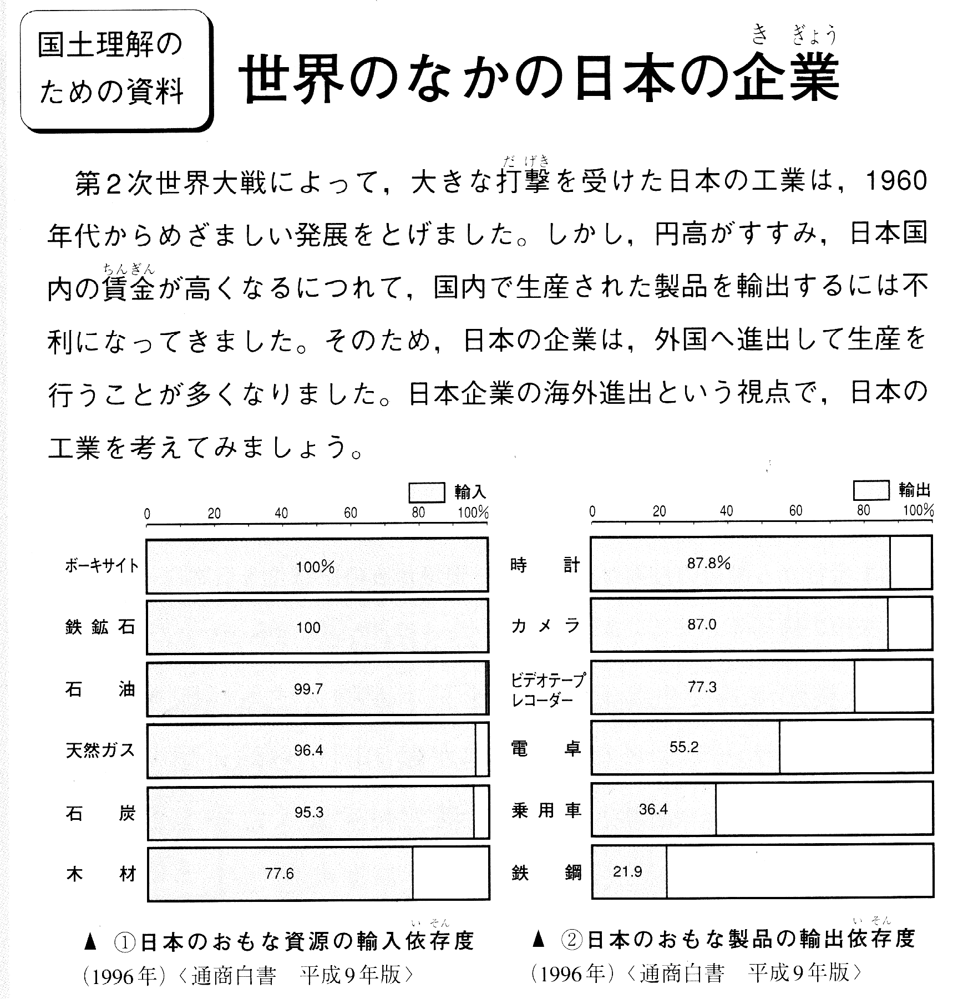 国土理解の
ための資料
き ぎょう
世界のなかの日本の企業
だ げき
第2次世界大戦によって，大きな打撃を受けた日本の工業は，1960
年代からめざましい発展をとげました。しかし，円高がすすみ，日本国
ちんぎん
内の賃金が高くなるにつれて，国内で生産された製品を輸出するには不
利になってきました。そのため，日本の企業は，外国へ進出して生産を
行うことが多くなりました。日本企業の海外進出という視点で，日本の
工業を考えてみましょう。
輸入
0 20 40 60 80 100%
ボーキサイト 100%
鉄鉱石 100
石油 99.7
天然ガス 96.4
石炭 95.3
木材 77.6
い そん
▲ ①日本のおもな資源の輸入依存度
(1996年)〈通商白書 平成9年版〉
輸出
0 20 40 60 80 100%
時計 87.8%
カメラ 87.0
ビデオテープ
レコーダー 77.3
電卓 55.2
乗用車 36.4
鉄鋼 21.9
い そん
▲ ②日本のおもな製品の輸出依存度
(1996年)〈通商白書 平成9年版〉